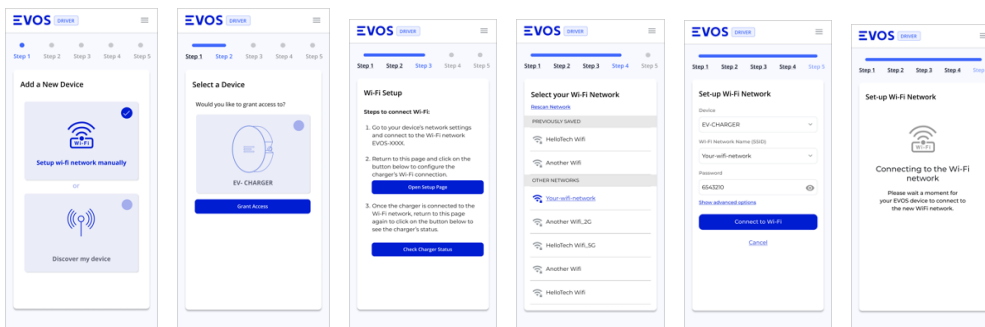 EVOS DRIVER
Step 1 Step 2 Step 3 Step 4 Step 5
Add a New Device
Wi-Fi
Setup wi-fi network manually
or
Discover my device
EVOS DRIVER
Step 1 Step 2 Step 3 Step 4 Step 5
Select a Device
Would you like to grant access to?
EV- CHARGER
Grant Access
EVOS DRIVER
Step 1 Step 2 Step 3 Step 4 Step 5
Wi-Fi Setup
Steps to connect Wi-Fi:
1. Go to your device's network settings
and connect to the Wi-Fi network
EVOS-XXXX.
2. Return to this page and click on the
button below to configure the
charger's Wi-Fi connection.
Open Setup Page
3. Once the charger is connected to the
Wi-Fi network, return to this page
again to click on the button below to
see the charger's status.
Check Charger Status
EVOS DRIVER
Step 1 Step 2 Step 3 Step 4 Step 5
Select your Wi-Fi Network
Rescan Network
PREVIOUSLY SAVED
HelloTech Wifi
Another Wifi
OTHER NETWORKS
Your-wifi-network
Another Wifi_2G
HelloTech Wifi_5G
Another Wifi
HelloTech Wifi
EVOS DRIVER
Step 1 Step 2 Step 3 Step 4 Step 5
Set-up Wi-Fi Network
Device
EV-CHARGER
Wi-Fi Network Name (SSID)
Your-wifi-network
Password
6543210
Show advanced options
Connect to Wi-Fi
Cancel
EVOS DRIVER
Step 1 Step 2 Step 3 Step 4 Step
Set-up Wi-Fi Network
Wi-Fi
Connecting to the Wi-Fi
network
Please wait a moment for
your EVOS device to connect to
the new WiFi network.